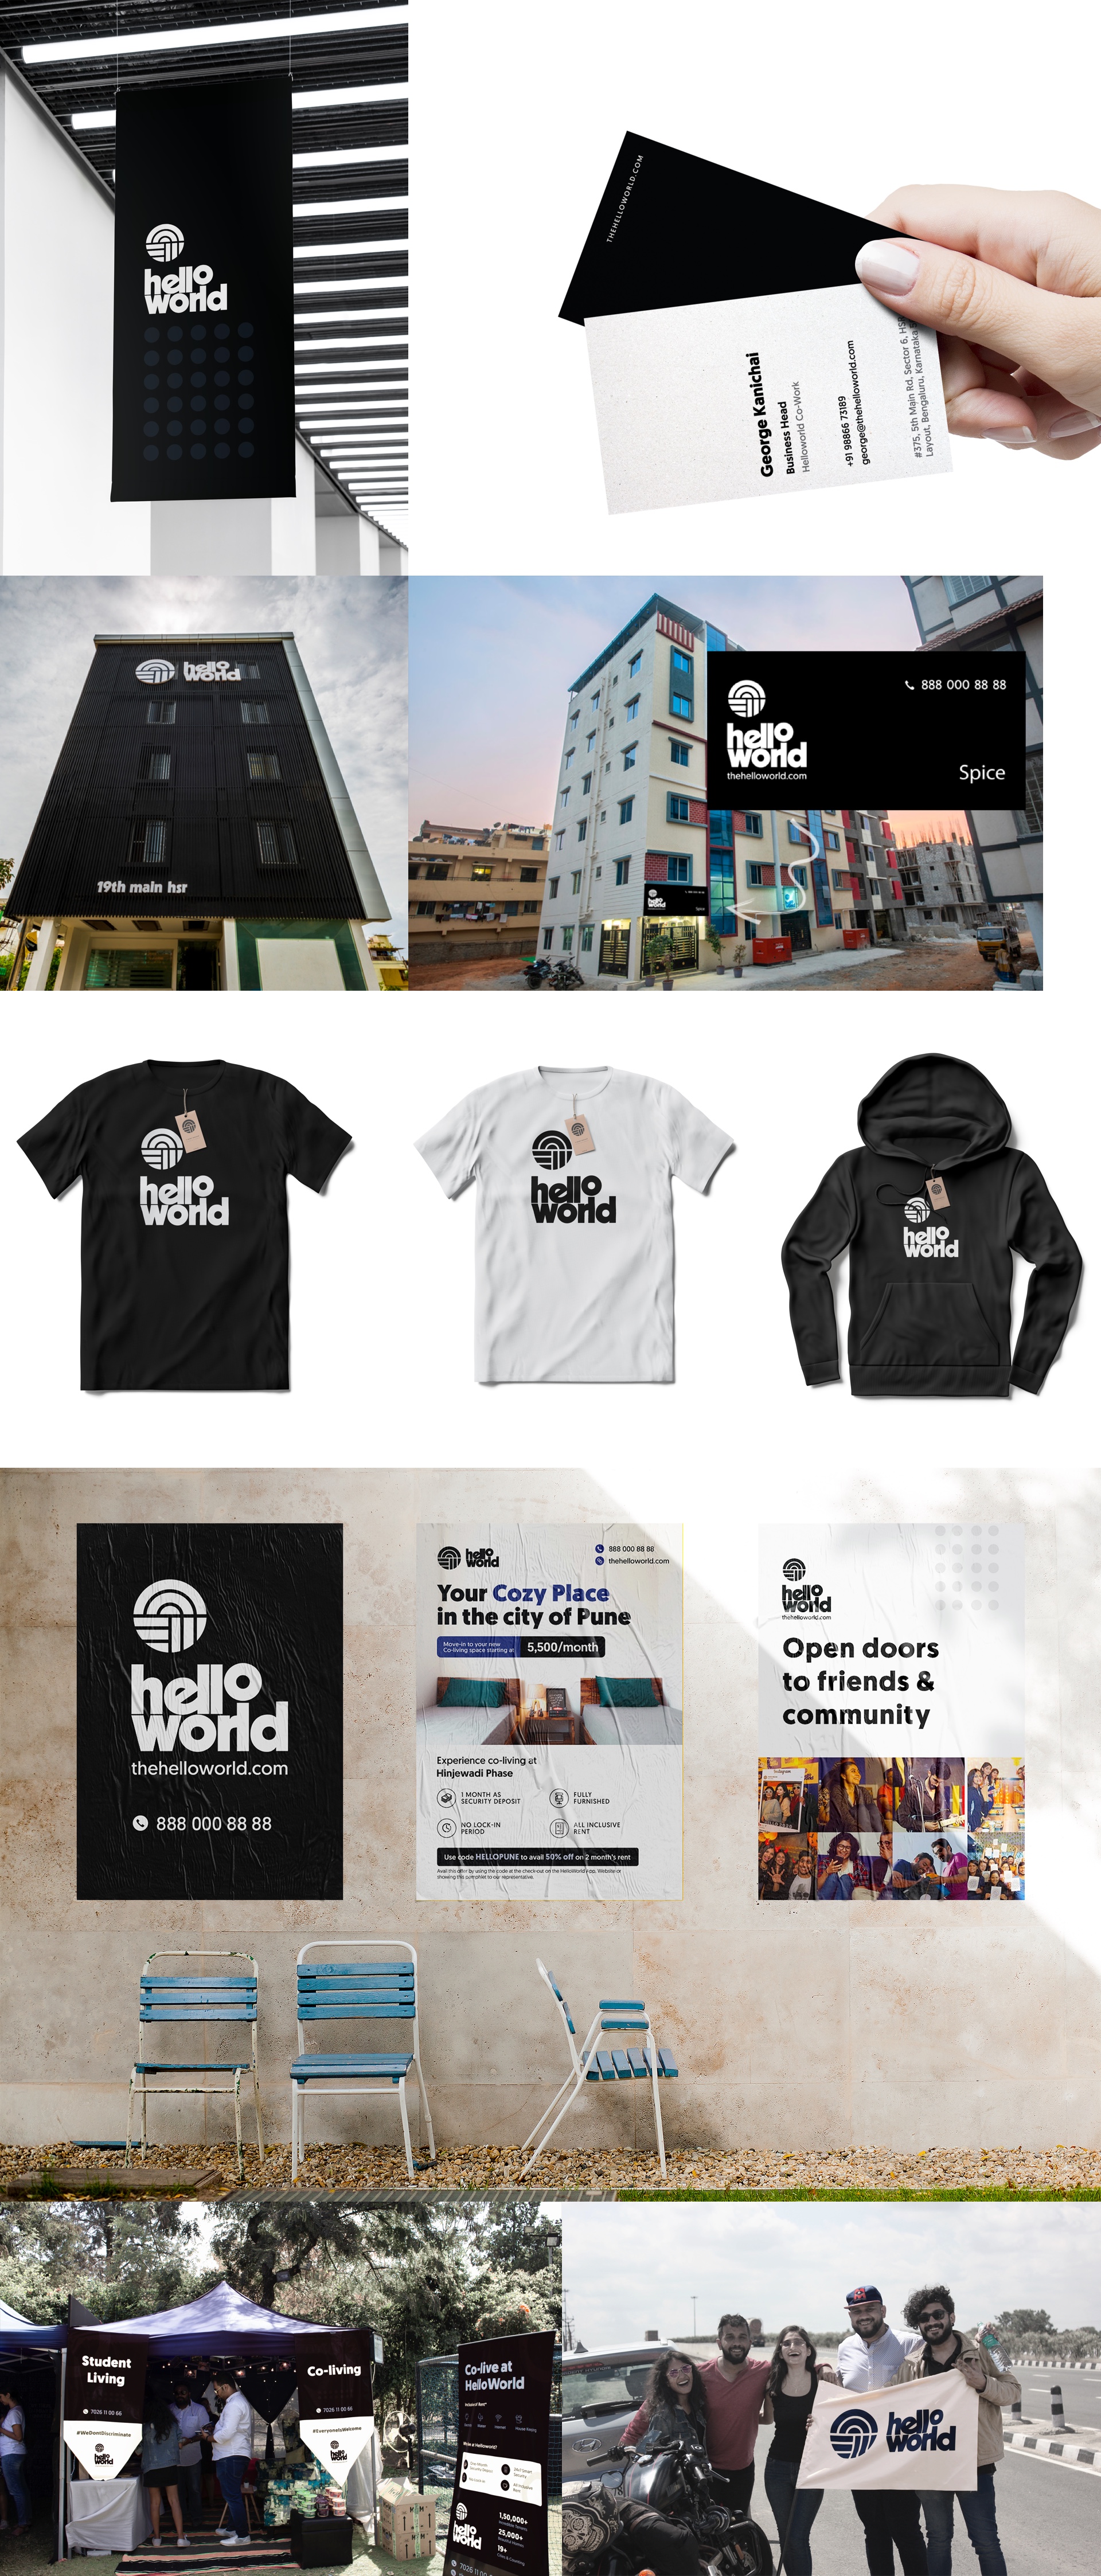 hello
world
THEHELLOWORLD.COM
George Kanichai
Business Head
Helloworld Co-Work
+91 98866 73189
george@thehelloworld.com
#375, 5th Main Rd, Sector 6, HSR
Layout, Bengaluru, Karnataka
hello
world
19th main hsr
hello
world
thehelloworld.com
888 000 88 88
Spice
hello
world
hello
world
hello
world
hello
world
hello
world
thehelloworld.com
888 000 88 88
hello
world
888 000 88 88
thehelloworld.com
Your Cozy Place
in the city of Pune
Move-in to your new
Co-living space starting at
5,500/month
Experience co-living at
Hinjewadi Phase
1 MONTH AS
SECURITY DEPOSIT
FULLY
FURNISHED
NO LOCK-IN
PERIOD
ALL INCLUSIVE
RENT
Use code HELLOPUNE to avail 50% off on 2 month's rent
Avail this offer by using the code at the check-out on the HelloWorld App, Website or
showing this pamphlet to our representative.
hello
world
thehelloworld.com
Open doors
to friends &
community
Student
Living
7026 11 00 66
#WeDontDiscriminate
hello
world
Co-living
7026 11 00 66
#EveryoneIsWelcome
hello
world
Co-live at
HelloWorld
hello
world
1,50,000+
25,000+
19+
hello
world